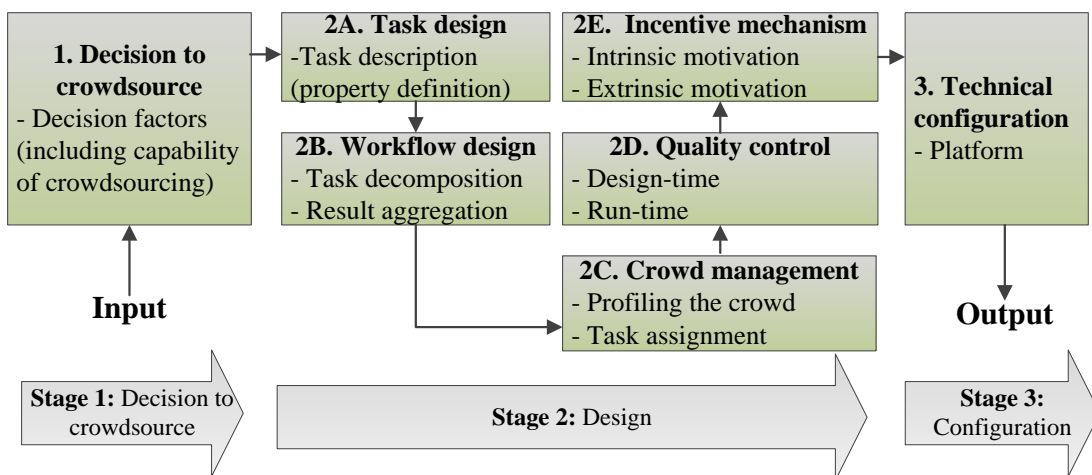 1. Decision to
crowdsource
- Decision factors
(including capability
of crowdsourcing)
2A. Task design
-Task description
(property definition)
2B. Workflow design
- Task decomposition
- Result aggregation
2E. Incentive mechanism
- Intrinsic motivation
- Extrinsic motivation
2D. Quality control
- Design-time
- Run-time
2C. Crowd management
- Profiling the crowd
- Task assignment
3. Technical
configuration
- Platform
Input
Output
Stage 1: Decision to
crowdsource
Stage 2: Design
Stage 3:
Configuration